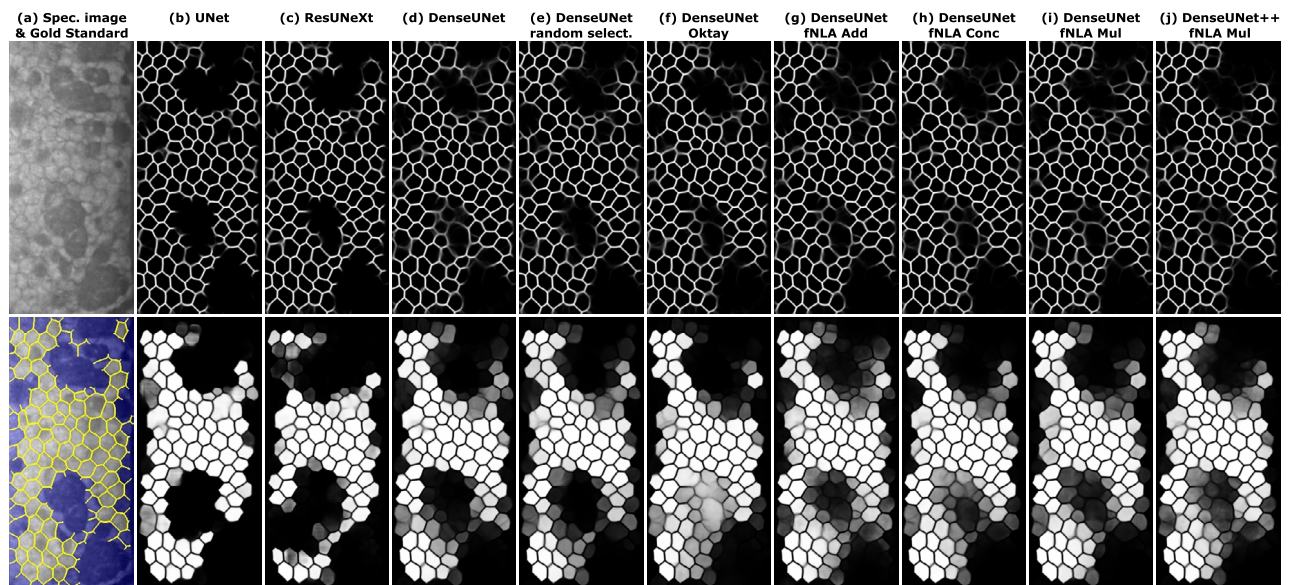 (a) Spec. image
& Gold Standard
(b) UNet
(c) ResUNeXt
(d) DenseUNet
(e) DenseUNet
random select.
(f) DenseUNet
Oktay
(g) DenseUNet
fNLA Add
(h) DenseUNet
fNLA Conc
(i) DenseUNet
fNLA Mul
(j) DenseUNet++
fNLA Mul